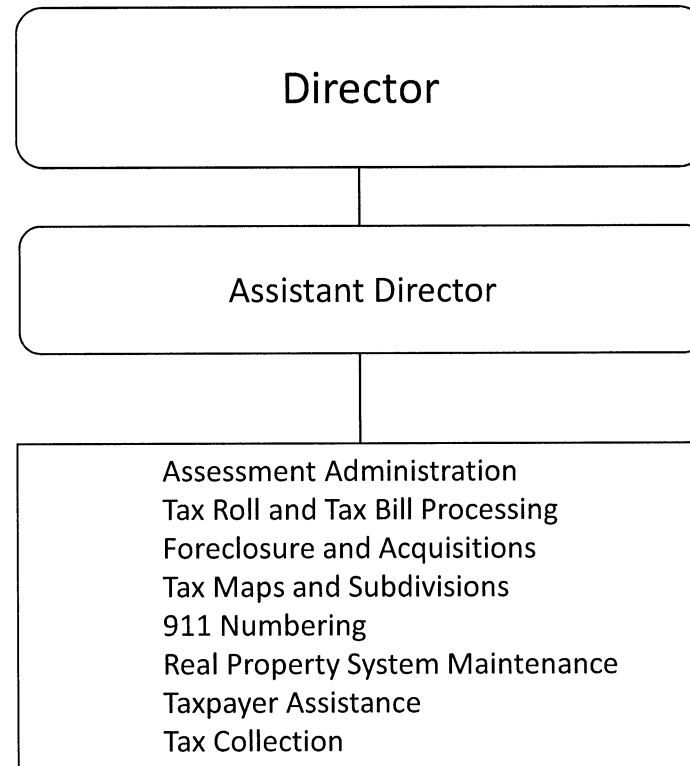 Director
Assistant Director
Assessment Administration
Tax Roll and Tax Bill Processing
Foreclosure and Acquisitions
Tax Maps and Subdivisions
911 Numbering
Real Property System Maintenance
Taxpayer Assistance
Tax Collection